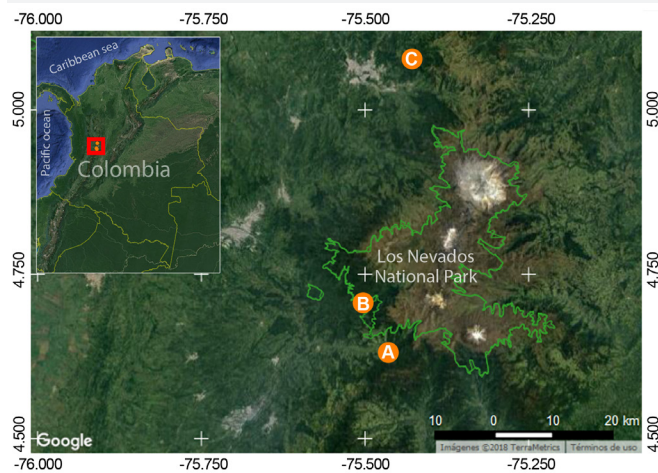 -76.000 -75.750 -75.500 -75.250
Caribbean sea
Pacific ocean
Colombia
5.000 5.000
C
4.750 4.750
Los Nevados
National Park
B
A
4.500 4.500
10 0 10 20 km
Google
Imágenes ©2018 TerraMetrics Términos de uso
-76.000 -75.750 -75.500 -75.250